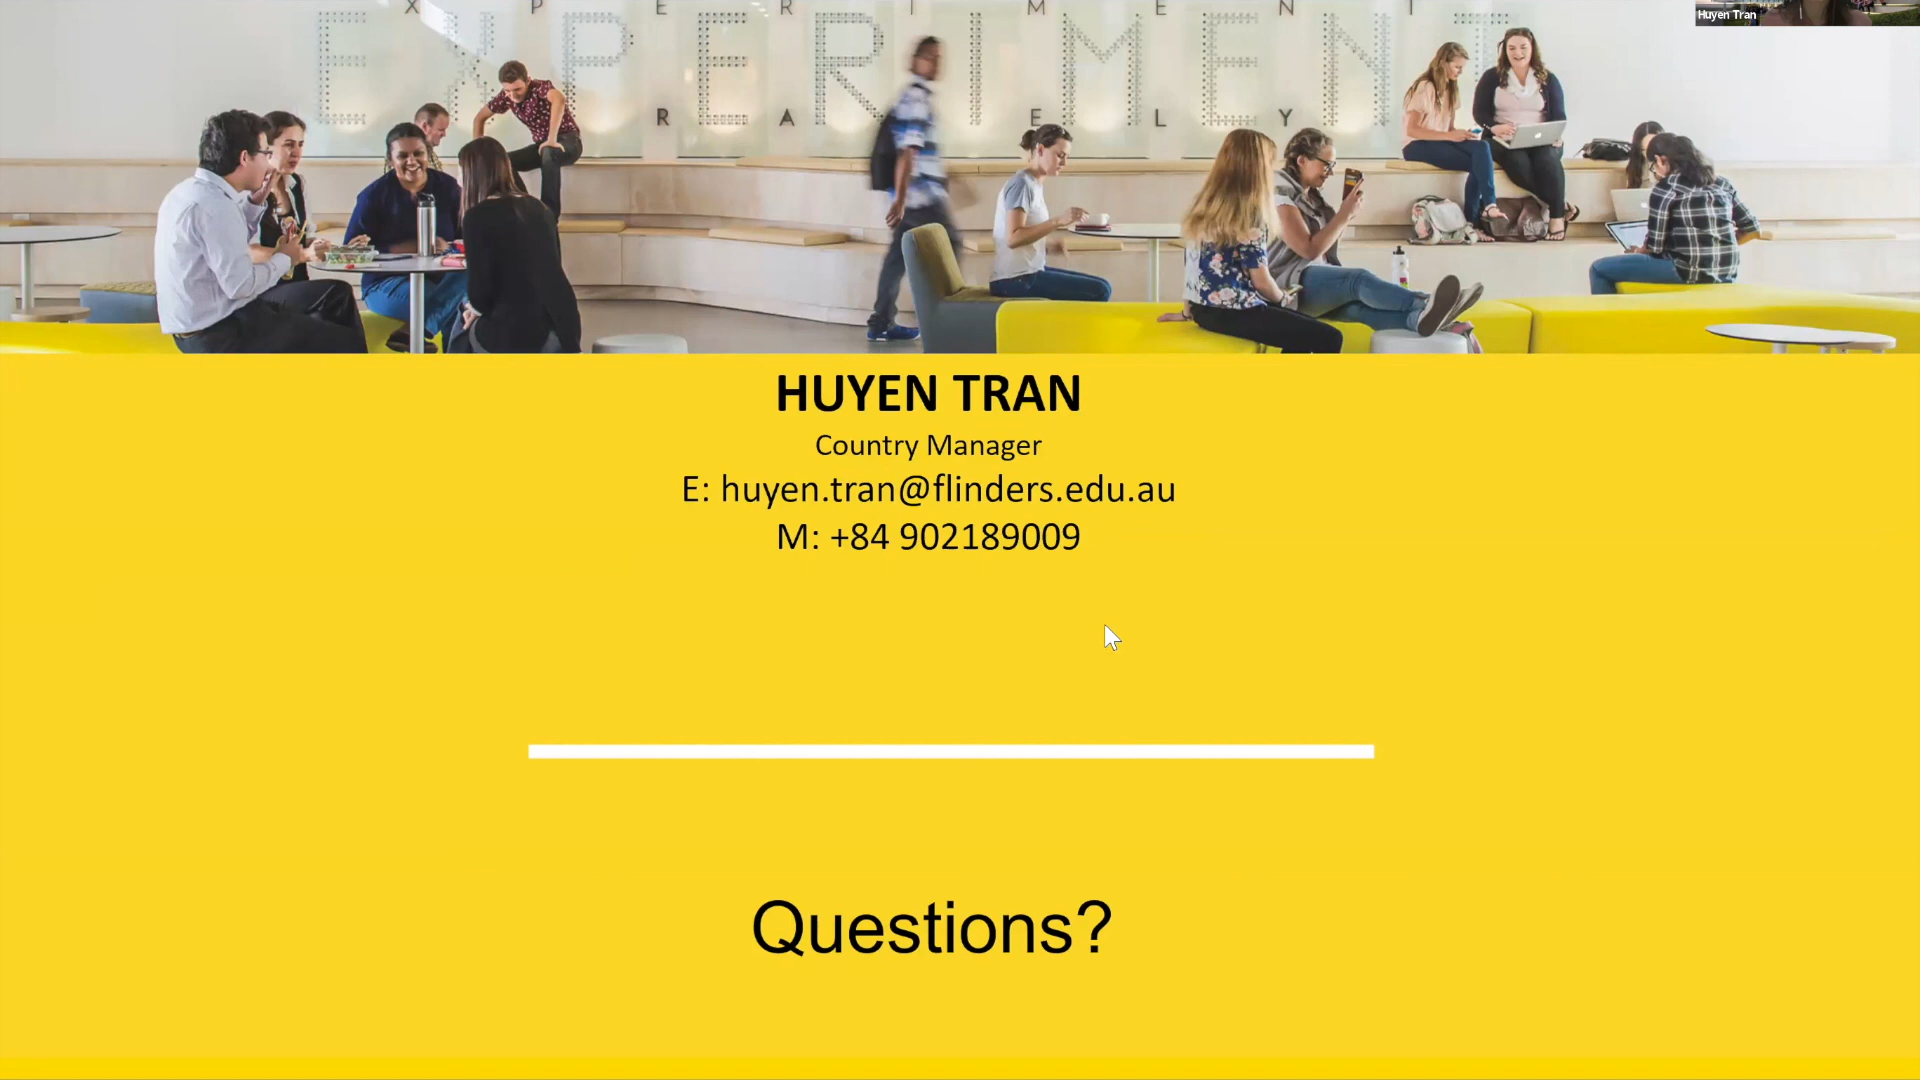 X P E R I M E N T
Huyen Tran
EXPERIMENT
R A E L Y
HUYEN TRAN
Country Manager
E: huyen.tran@flinders.edu.au
M: +84 902189009
Questions?